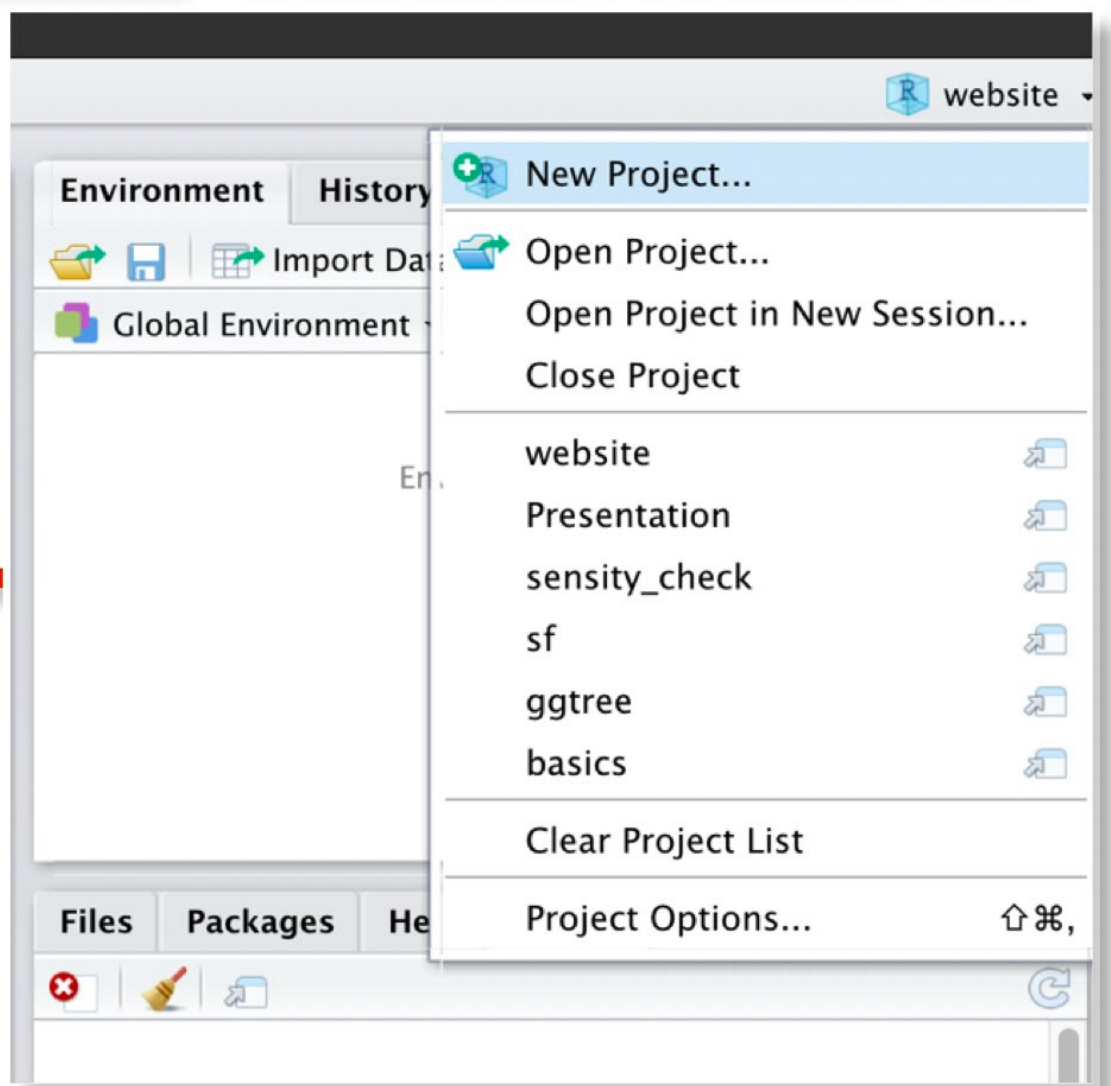 website
New Project...
Environment History
Open Project...
Import Data
Open Project in New Session...
Global Environment
Close Project
website
Presentation
sensity_check
sf
ggtree
basics
Clear Project List
Files Packages He
Project Options... ⇧⌘,